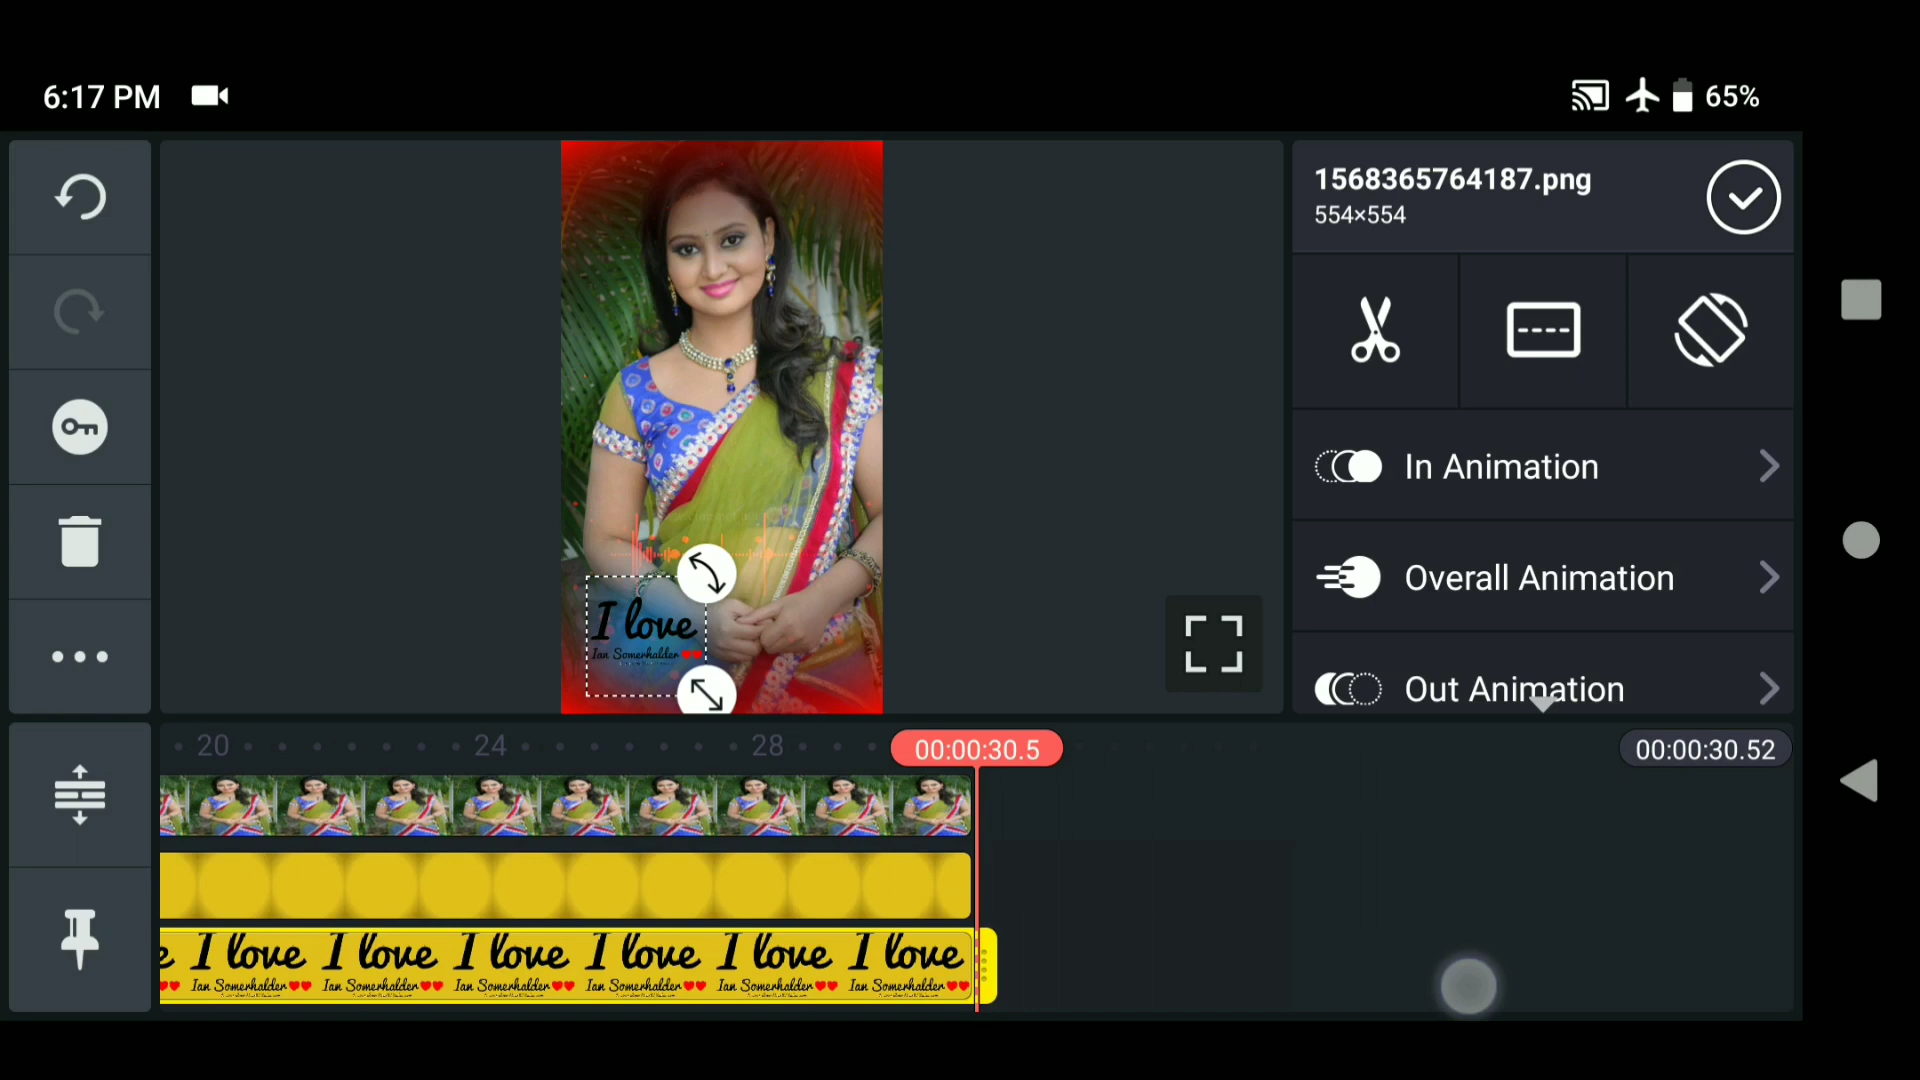 6:17 PM
65%
1568365764187.png
554×554
In Animation
Overall Animation
Out Animation
I love
Ian Somerhalder
20
24
28
00:00:30.5
00:00:30.52
I love I love I love I love I love I love
Ian Somerhalder Ian Somerhalder Ian Somerhalder Ian Somerhalder Ian Somerhalder Ian Somerhalder